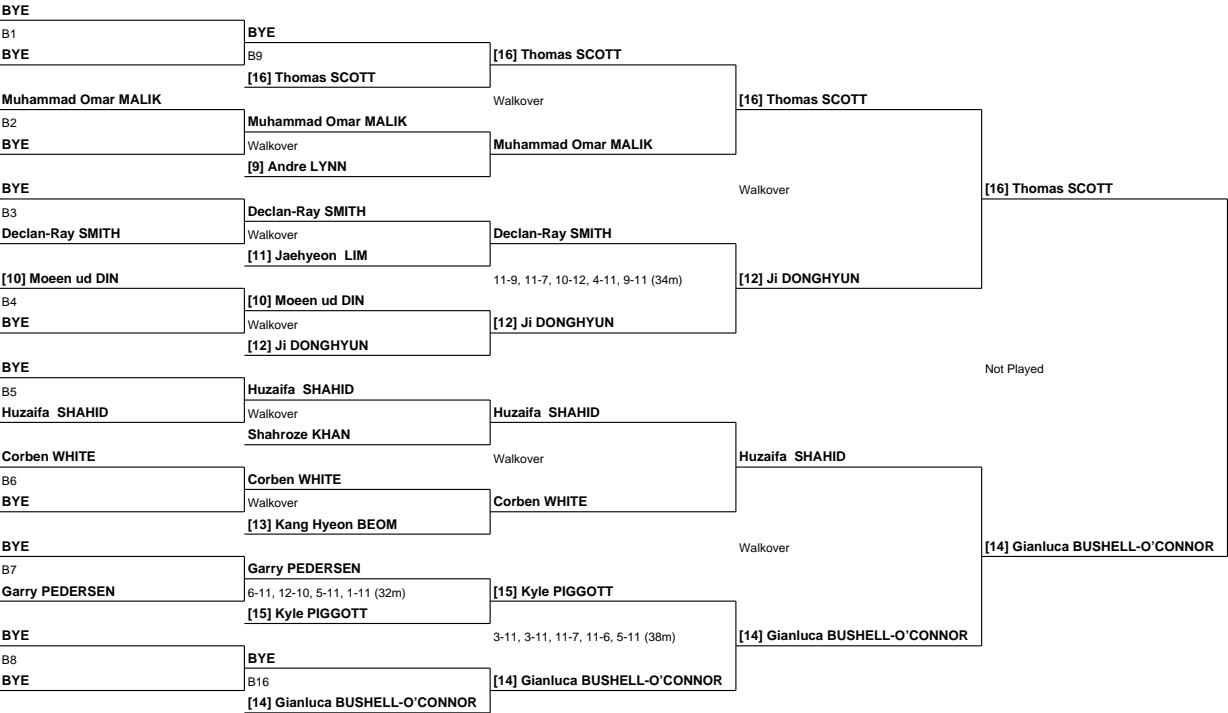 BYE
B1
BYE
Muhammad Omar MALIK
B2
BYE
BYE
B3
Declan-Ray SMITH
[10] Moeen ud DIN
B4
BYE
BYE
B5
Huzaifa SHAHID
Corben WHITE
B6
BYE
BYE
B7
Garry PEDERSEN
BYE
B8
BYE
BYE
B9
[16] Thomas SCOTT
Muhammad Omar MALIK
Walkover
[9] Andre LYNN
Declan-Ray SMITH
Walkover
[11] Jaehyeon LIM
[10] Moeen ud DIN
Walkover
[12] Ji DONGHYUN
Huzaifa SHAHID
Walkover
Shahroze KHAN
Corben WHITE
Walkover
[13] Kang Hyeon BEOM
Garry PEDERSEN
6-11, 12-10, 5-11, 1-11 (32m)
[15] Kyle PIGGOTT
BYE
B16
[14] Gianluca BUSHELL-O'CONNOR
[16] Thomas SCOTT
Walkover
Muhammad Omar MALIK
Declan-Ray SMITH
11-9, 11-7, 10-12, 4-11, 9-11 (34m)
[12] Ji DONGHYUN
Huzaifa SHAHID
Walkover
Corben WHITE
[15] Kyle PIGGOTT
3-11, 3-11, 11-7, 11-6, 5-11 (38m)
[14] Gianluca BUSHELL-O'CONNOR
[16] Thomas SCOTT
Walkover
[12] Ji DONGHYUN
Huzaifa SHAHID
Walkover
[14] Gianluca BUSHELL-O'CONNOR
[16] Thomas SCOTT
Not Played
[14] Gianluca BUSHELL-O'CONNOR